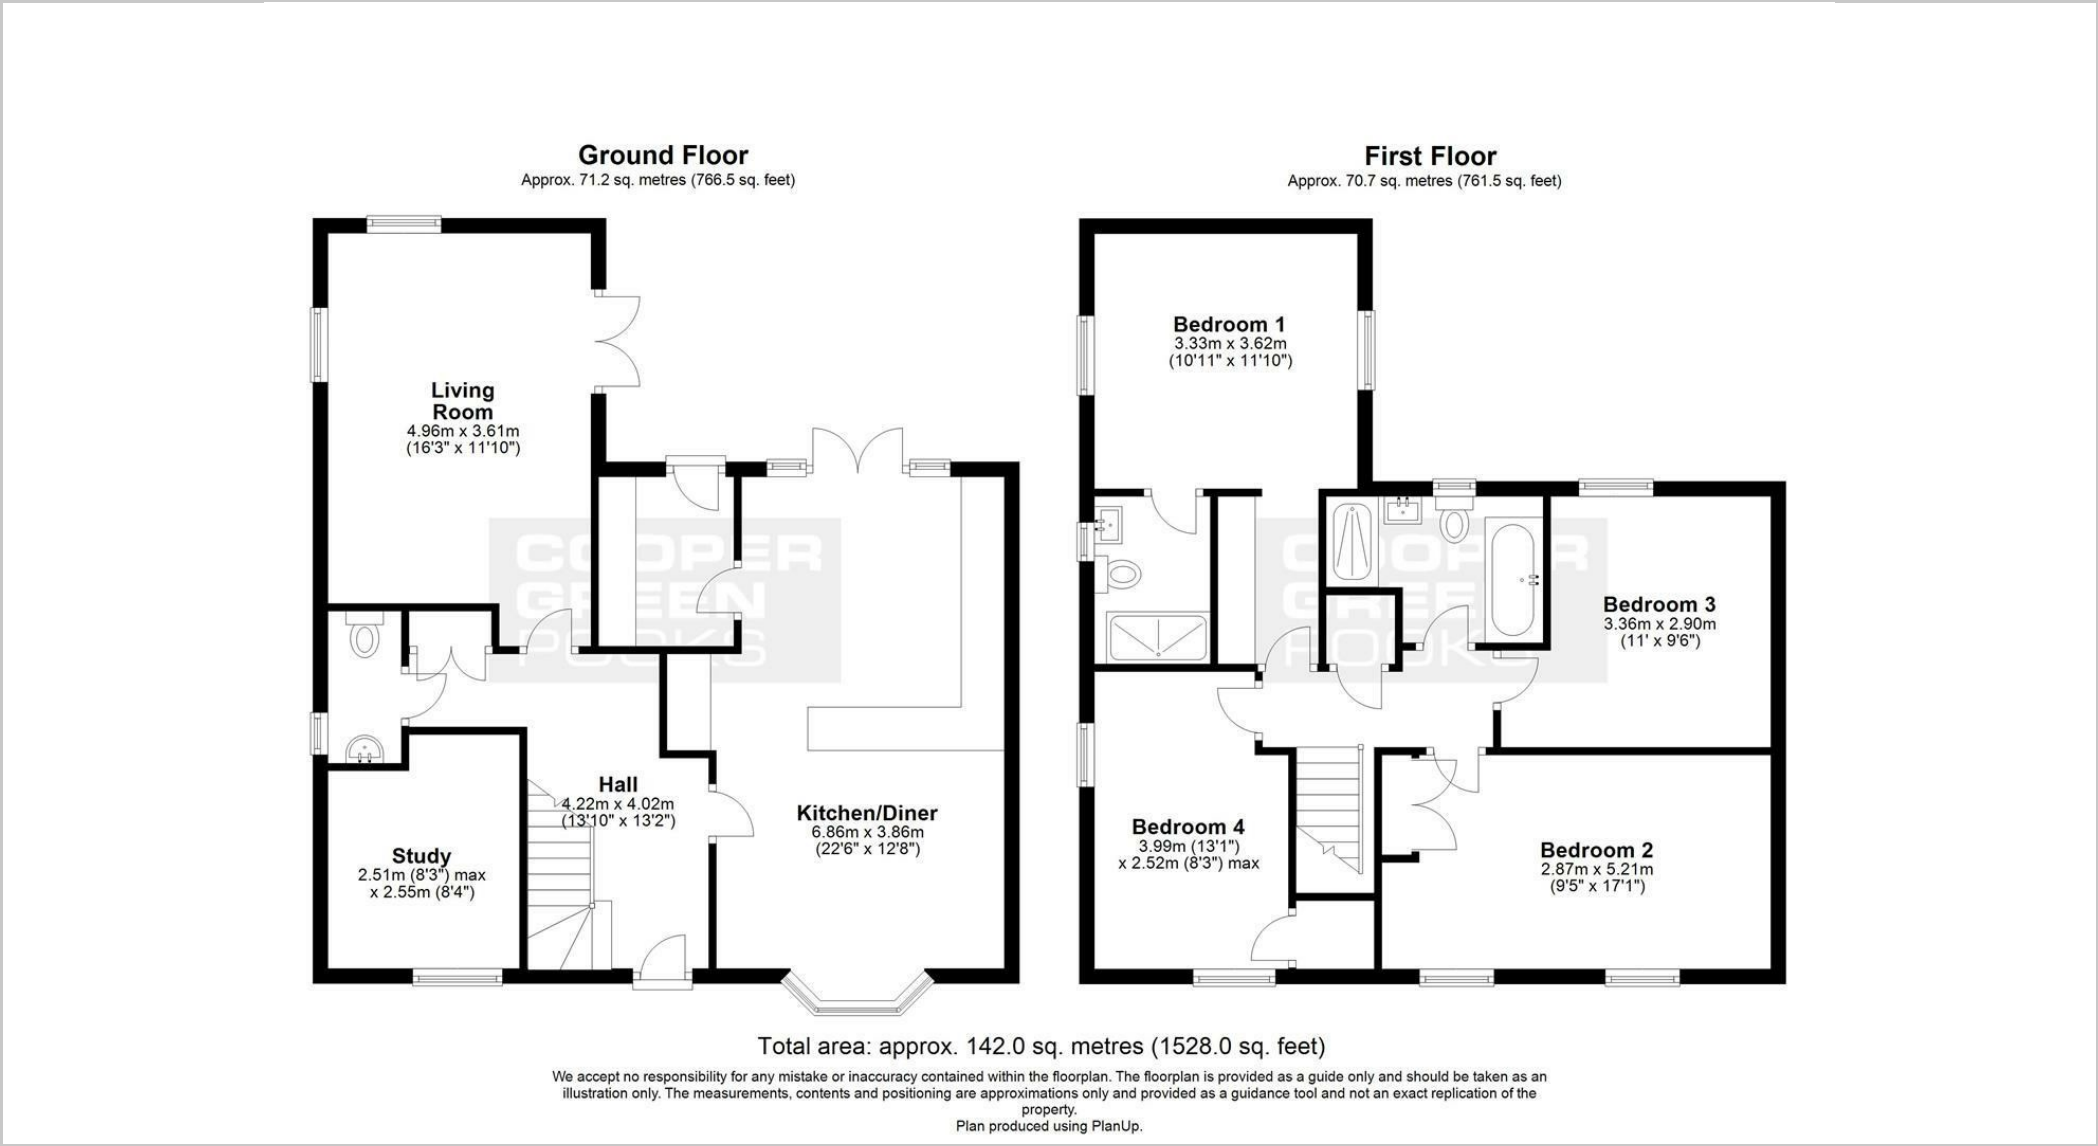 Ground Floor
Approx. 71.2 sq. metres (766.5 sq. feet)
First Floor
Approx. 70.7 sq. metres (761.5 sq. feet)
Living
Room
4.96m x 3.61m
(16'3" x 11'10")
Hall
4.22m x 4.02m
(13'10" x 13'2")
Kitchen/Diner
6.86m x 3.86m
(22'6" x 12'8")
Study
2.51m (8'3") max
x 2.55m (8'4")
COOPER
GREEN
POOKS
Bedroom 1
3.33m x 3.62m
(10'11" x 11'10")
Bedroom 3
3.36m x 2.90m
(11' x 9'6")
Bedroom 4
3.99m (13'1")
x 2.52m (8'3") max
Bedroom 2
2.87m x 5.21m
(9'5" x 17'1")
COOPER
GREEN
POOKS
Total area: approx. 142.0 sq. metres (1528.0 sq. feet)
We accept no responsibility for any mistake or inaccuracy contained within the floorplan. The floorplan is provided as a guide only and should be taken as an
illustration only. The measurements, contents and positioning are approximations only and provided as a guidance tool and not an exact replication of the
property.
Plan produced using PlanUp.